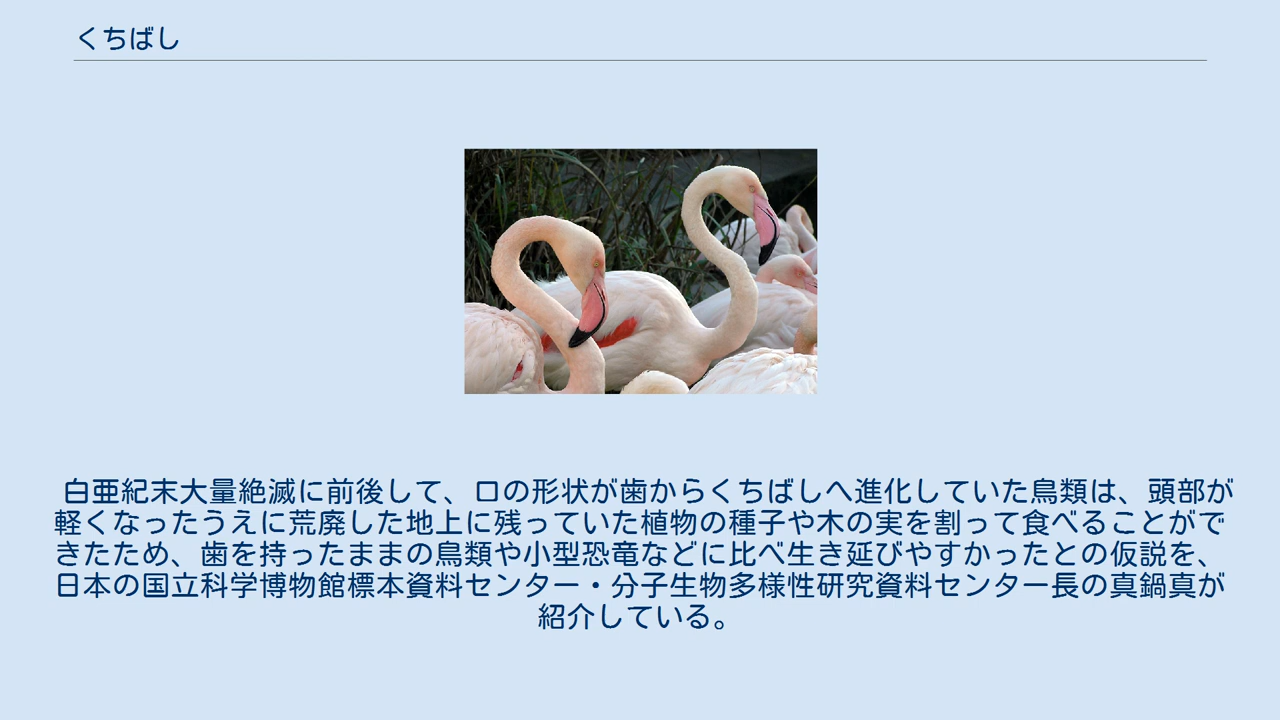 くちばし
白亜紀末大量絶滅に前後して、口の形状が歯からくちばしへ進化していた鳥類は、頭部が
軽くなったうえに荒廃した地上に残っていた植物の種子や木の実を割って食べることがで
きたため、歯を持ったままの鳥類や小型恐竜などに比べ生き延びやすかったとの仮説を、
日本の国立科学博物館標本資料センター・分子生物多様性研究資料センター長の真鍋真が
紹介している。